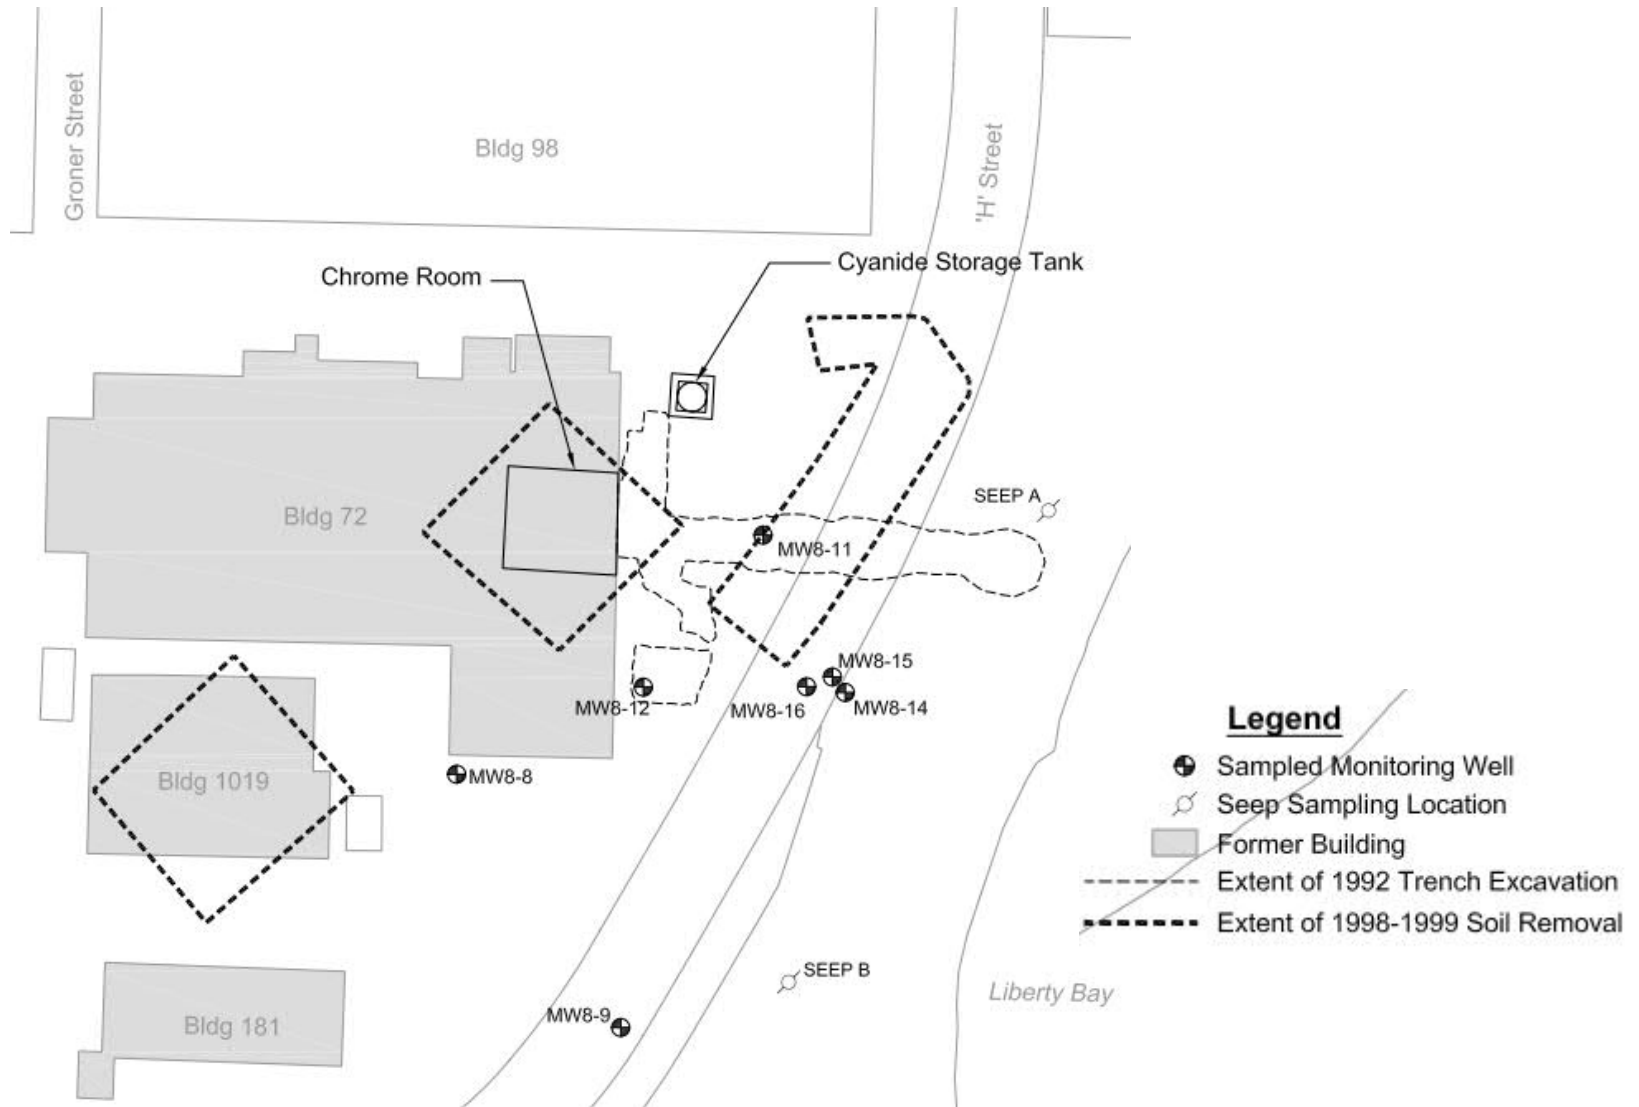 Groner Street
Bldg 98
'H' Street
Chrome Room
Cyanide Storage Tank
Bldg 72
SEEP A
MW8-11
MW8-15
MW8-12
MW8-16
MW8-14
MW8-8
Bldg 1019
SEEP B
MW8-9
Bldg 181
Liberty Bay
Legend
Sampled Monitoring Well
Seep Sampling Location
Former Building
Extent of 1992 Trench Excavation
Extent of 1998-1999 Soil Removal